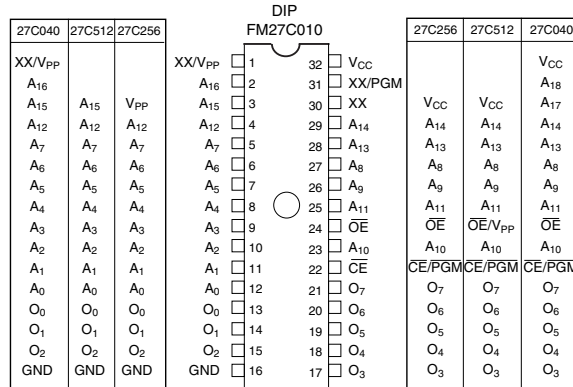 DIP
27C040 27C512 27C256 FM27C010 27C256 27C512 27C040
XX/VPP XX/VPP 1 32 VCC VCC
A16 A16 2 31 XX/PGM A18
A15 A15 VPP A15 3 30 XX VCC VCC A17
A12 A12 A12 A12 4 29 A14 A14 A14 A14
A7 A7 A7 A7 5 28 A13 A13 A13 A13
A6 A6 A6 A6 6 27 A8 A8 A8 A8
A5 A5 A5 A5 7 26 A9 A9 A9 A9
A4 A4 A4 A4 8 25 A11 A11 A11 A11
A3 A3 A3 A3 9 24 OE OE OE/VPP OE
A2 A2 A2 A2 10 23 A10 A10 A10 A10
A1 A1 A1 A1 11 22 CE CE/PGM CE/PGM CE/PGM
A0 A0 A0 A0 12 21 O7 O7 O7 O7
O0 O0 O0 O0 13 20 O6 O6 O6 O6
O1 O1 O1 O1 14 19 O5 O5 O5 O5
O2 O2 O2 O2 15 18 O4 O4 O4 O4
GND GND GND GND 16 17 O3 O3 O3 O3